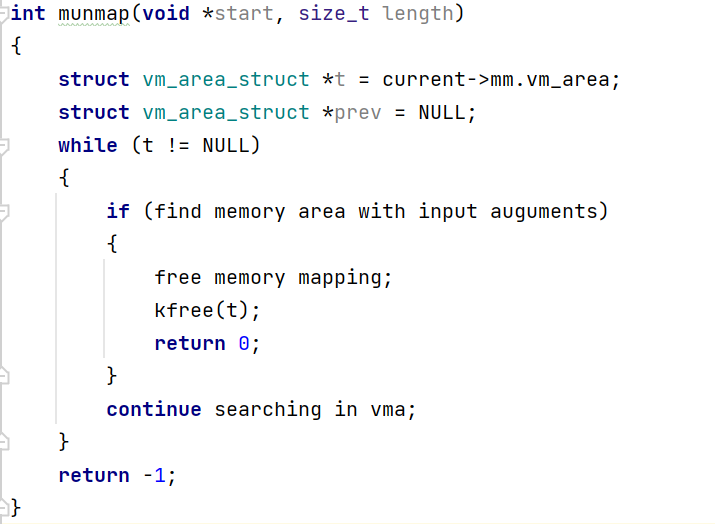 int munmap(void *start, size_t length)
{
    struct vm_area_struct *t = current->mm.vm_area;
    struct vm_area_struct *prev = NULL;
    while (t != NULL)
    {
        if (find memory area with input auguments)
        {
            free memory mapping;
            kfree(t);
            return 0;
        }
        continue searching in vma;
    }
    return -1;
}